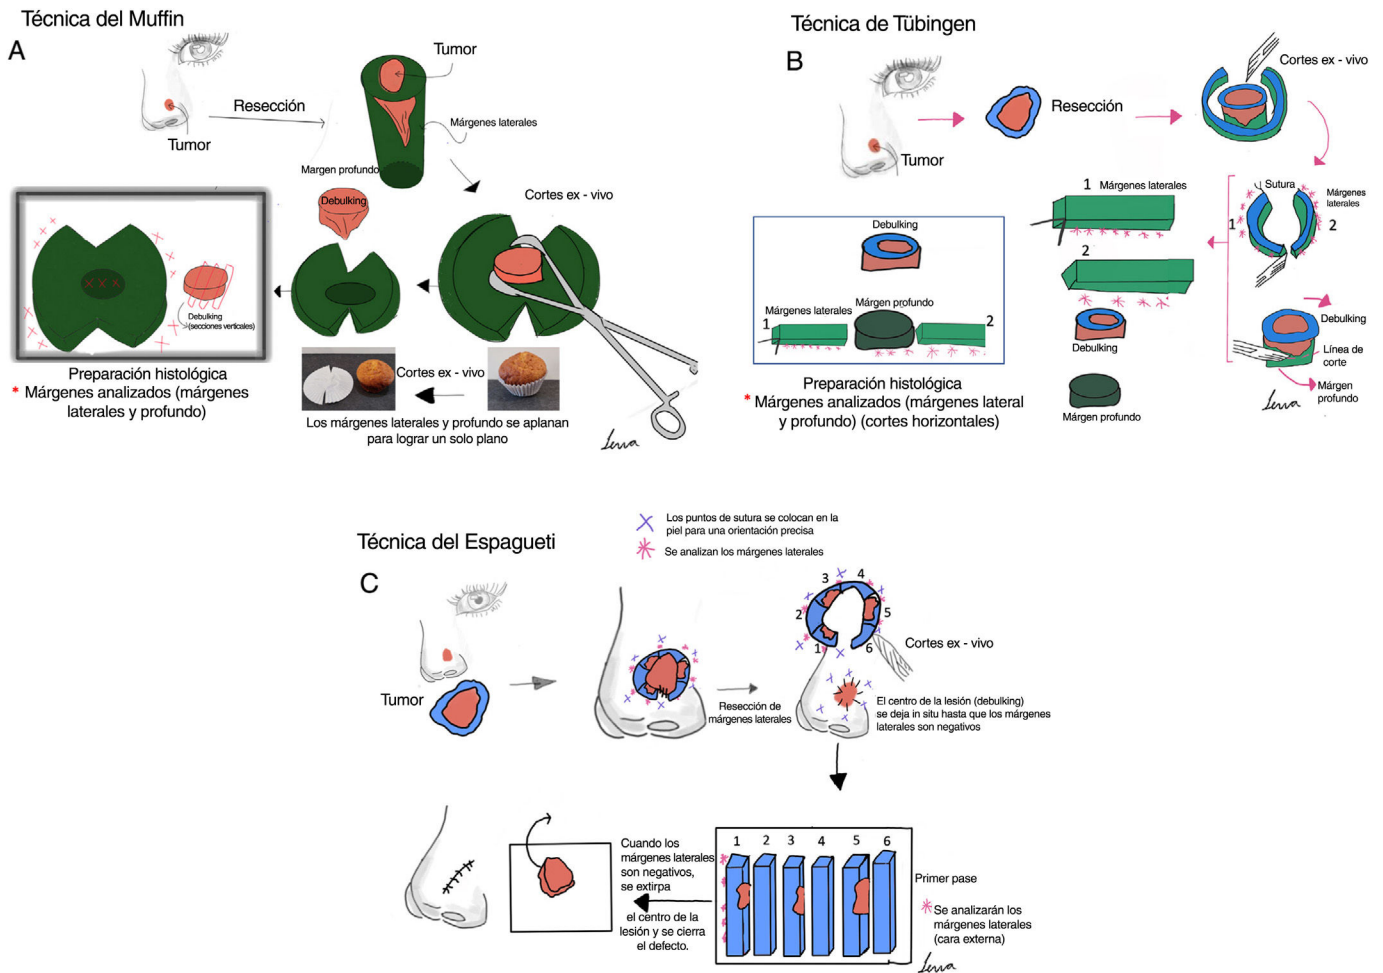 Técnica del Muffin
A
Tumor
Resección
Márgenes laterales
Tumor
Margen profundo
Debulking
Cortes ex - vivo
Debulking
(secciones verticales)
Cortes ex - vivo
Preparación histológica
* Márgenes analizados (márgenes
laterales y profundo)
Los márgenes laterales y profundo se aplanan
para lograr un solo plano
Serra
Técnica de Tübingen
B
Cortes ex - vivo
Resección
Tumor
1 Márgenes laterales
Sutura
Márgenes
laterales
1
2
2
Debulking
Márgen profundo
Márgenes laterales
1
2
Debulking
Debulking
Línea de
corte
Márgen
profundo
Márgen profundo
Preparación histológica
* Márgenes analizados (márgenes lateral
y profundo) (cortes horizontales)
Serra
Técnica del Espagueti
Los puntos de sutura se colocan en la
piel para una orientación precisa
Se analizan los márgenes laterales
C
3 4
2 5
1 6
Cortes ex - vivo
Tumor
Resección de
márgenes laterales
El centro de la lesión (debulking)
se deja in situ hasta que los márgenes
laterales son negativos
Cuando los
márgenes laterales
son negativos,
se extirpa
el centro de la
lesión y se cierra
el defecto.
1 2 3 4 5 6
Primer pase
Se analizarán los
márgenes laterales
(cara externa)
Serra